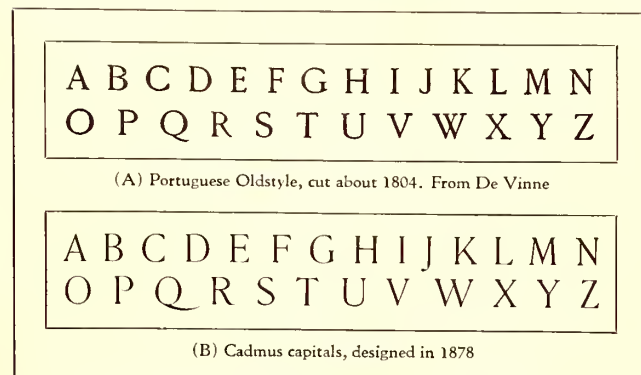 A B C D E F G H I J K L M N
O P Q R S T U V W X Y Z
(A) Portuguese Oldstyle, cut about 1804. From De Vinne
A B C D E F G H I J K L M N
O P Q R S T U V W X Y Z
(B) Cadmus capitals, designed in 1878